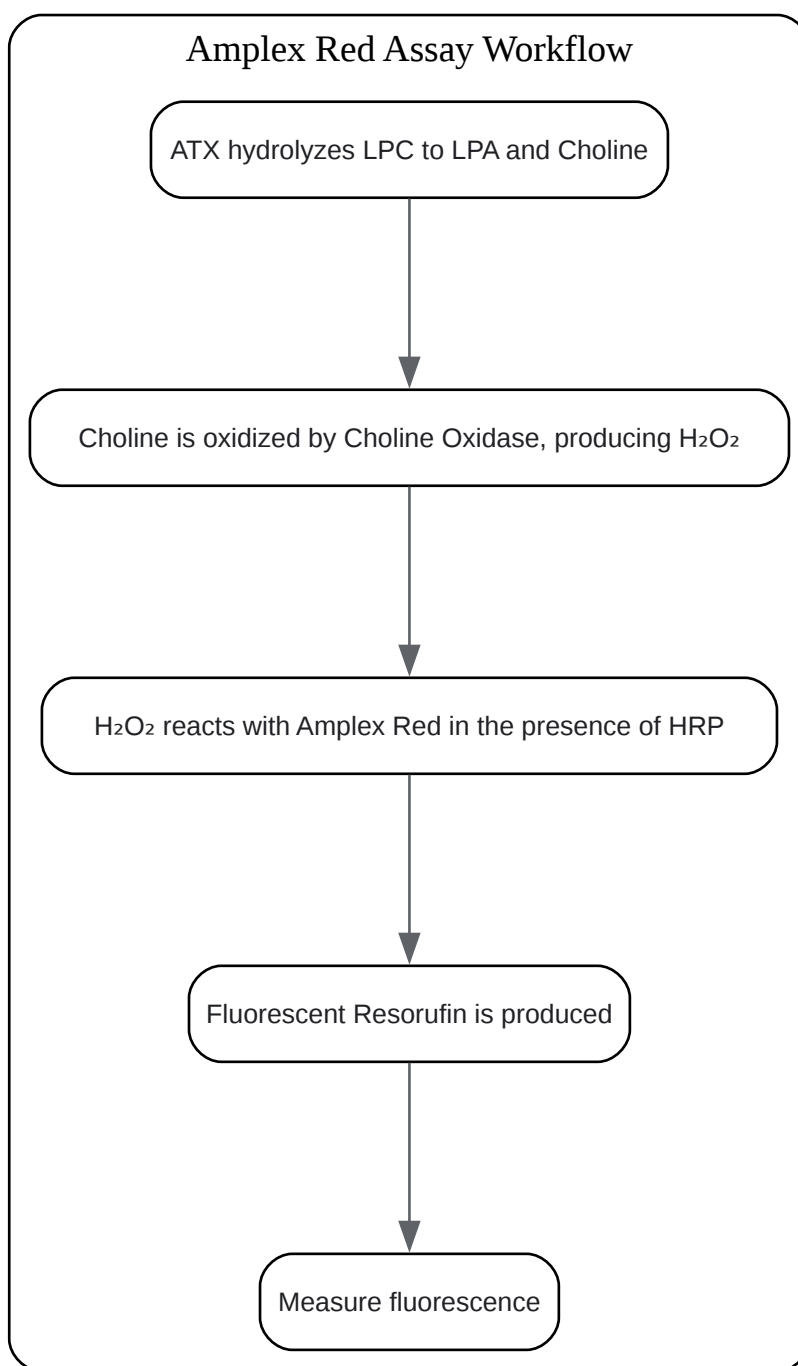 Amplex Red Assay Workflow
ATX hydrolyzes LPC to LPA and Choline
Choline is oxidized by Choline Oxidase, producing H₂O₂
H₂O₂ reacts with Amplex Red in the presence of HRP
Fluorescent Resorufin is produced
Measure fluorescence